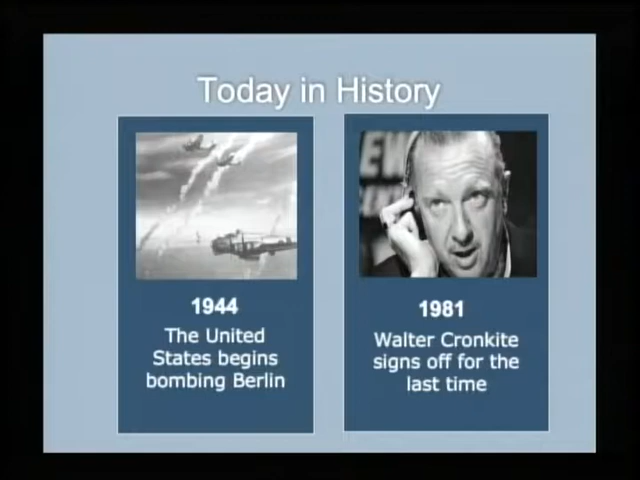 Today in History
1944
The United
States begins
bombing Berlin
1981
Walter Cronkite
signs off for the
last time